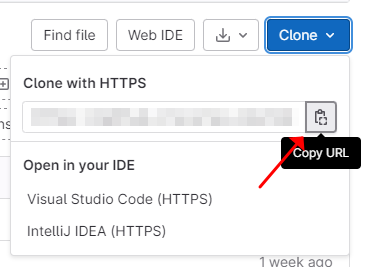 Find file
Web IDE
Clone
Clone with HTTPS
Copy URL
Open in your IDE
Visual Studio Code (HTTPS)
IntelliJ IDEA (HTTPS)
1 week ago